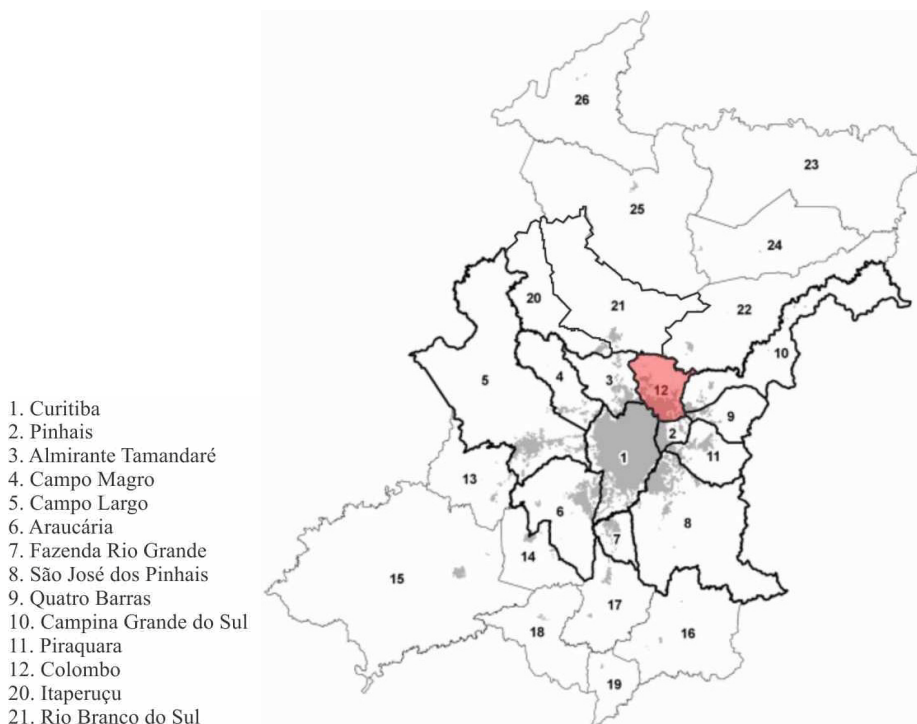 26
23
25
24
20
21
22
10
5
4
3
12
9
2
11
1
13
6
8
7
14
15
17
16
18
19
1. Curitiba
2. Pinhais
3. Almirante Tamandaré
4. Campo Magro
5. Campo Largo
6. Araucária
7. Fazenda Rio Grande
8. São José dos Pinhais
9. Quatro Barras
10. Campina Grande do Sul
11. Piraquara
12. Colombo
20. Itaperuçu
21. Rio Branco do Sul